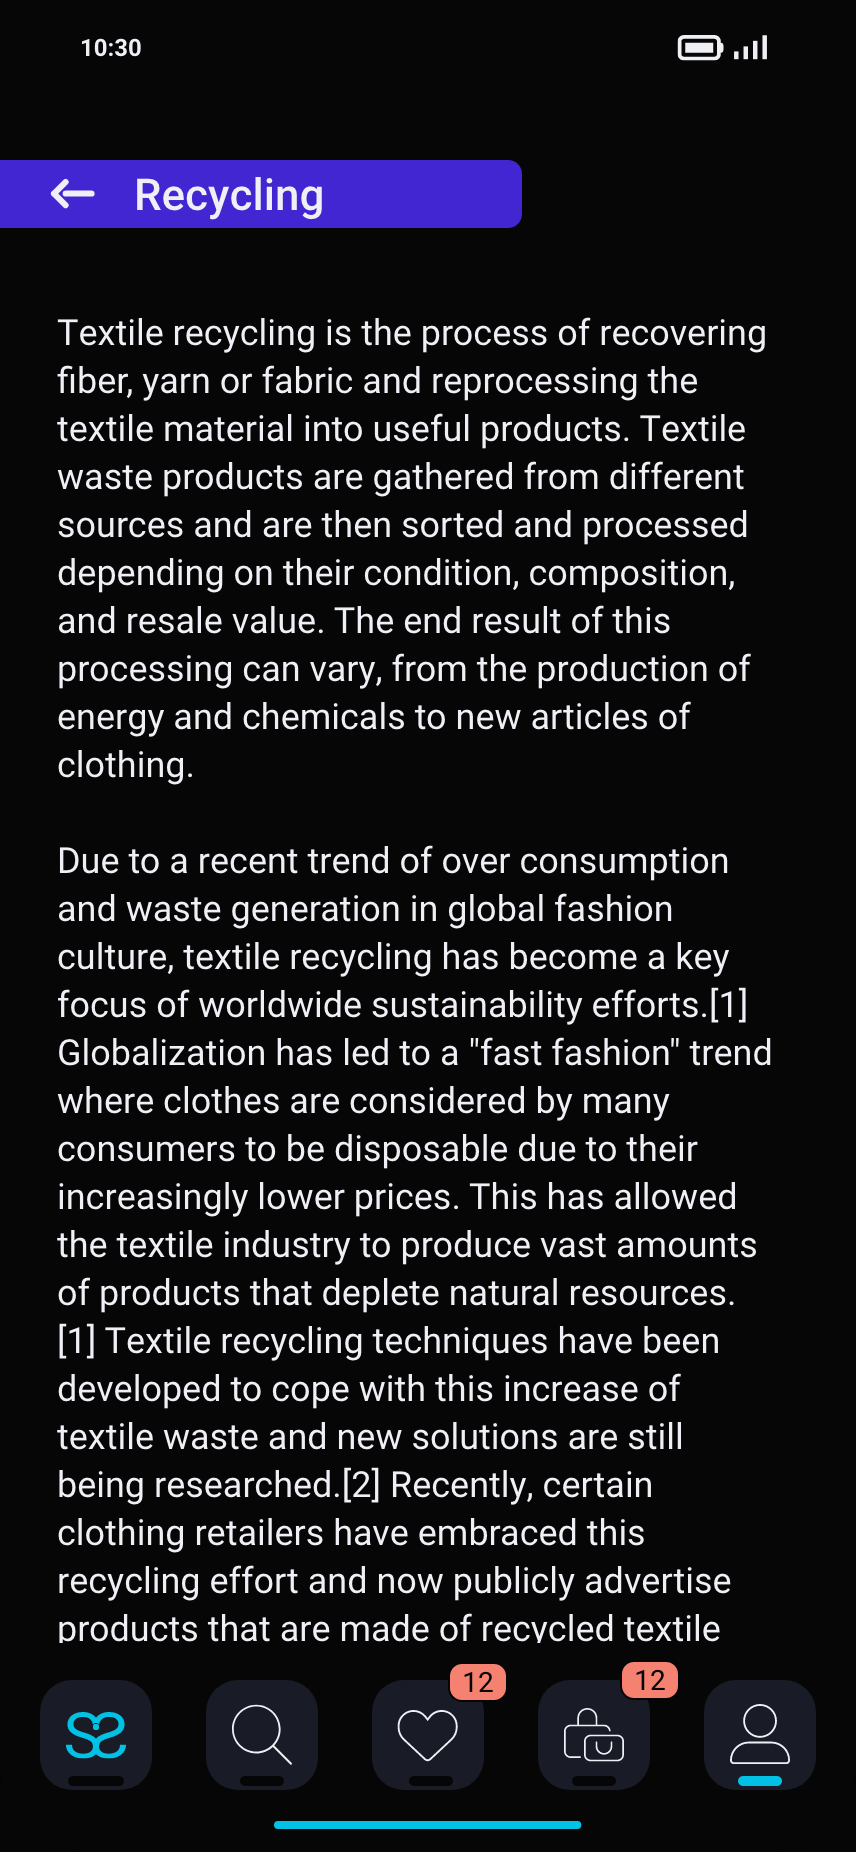 10:30
Recycling
Textile recycling is the process of recovering
fiber, yarn or fabric and reprocessing the
textile material into useful products. Textile
waste products are gathered from different
sources and are then sorted and processed
depending on their condition, composition,
and resale value. The end result of this
processing can vary, from the production of
energy and chemicals to new articles of
clothing.
Due to a recent trend of over consumption
and waste generation in global fashion
culture, textile recycling has become a key
focus of worldwide sustainability efforts.[1]
Globalization has led to a "fast fashion" trend
where clothes are considered by many
consumers to be disposable due to their
increasingly lower prices. This has allowed
the textile industry to produce vast amounts
of products that deplete natural resources.
[1] Textile recycling techniques have been
developed to cope with this increase of
textile waste and new solutions are still
being researched.[2] Recently, certain
clothing retailers have embraced this
recycling effort and now publicly advertise
products that are made of recycled textile
12
12